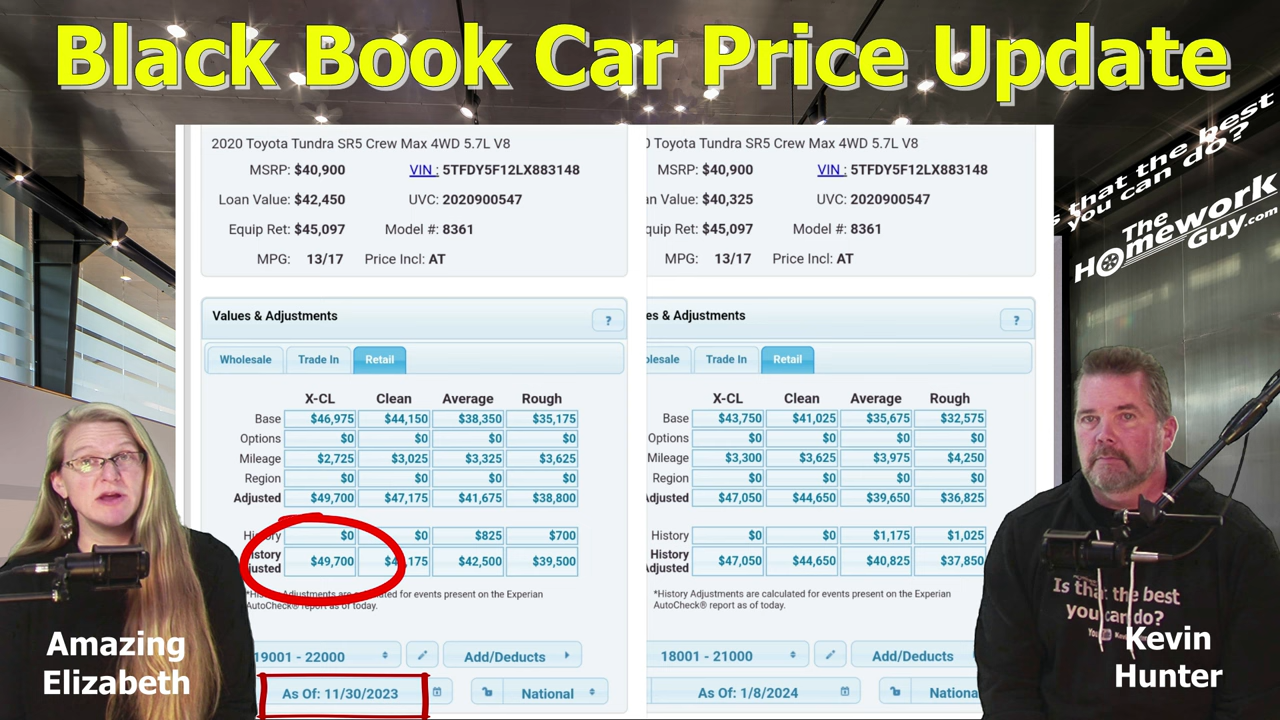 Black Book Car Price Update
2020 Toyota Tundra SR5 Crew Max 4WD 5.7L V8
MSRP: $40,900 VIN : 5TFDY5F12LX883148
Loan Value: $42,450 UVC: 2020900547
Equip Ret: $45,097 Model #: 8361
MPG: 13/17 Price Incl: AT
Values & Adjustments ?
Wholesale Trade In Retail
X-CL Clean Average Rough
Base $46,975 $44,150 $38,350 $35,175
Options $0 $0 $0 $0
Mileage $2,725 $3,025 $3,325 $3,625
Region $0 $0 $0 $0
Adjusted $49,700 $47,175 $41,675 $38,800
History $0 $0 $825 $700
$49,700 $42,500 $39,500
*History Adjustments are calculated for events present on the Experian
AutoCheck® report as of today.
19001 - 22000 Add/Deducts
As Of: 11/30/2023 National
0 Toyota Tundra SR5 Crew Max 4WD 5.7L V8
MSRP: $40,900 VIN : 5TFDY5F12LX883148
an Value: $40,325 UVC: 2020900547
quip Ret: $45,097 Model #: 8361
MPG: 13/17 Price Incl: AT
es & Adjustments ?
olesale Trade In Retail
X-CL Clean Average Rough
Base $43,750 $41,025 $35,675 $32,575
Options $0 $0 $0 $0
Mileage $3,300 $3,625 $3,975 $4,250
Region $0 $0 $0 $0
Adjusted $47,050 $44,650 $39,650 $36,825
History $0 $0 $1,175 $1,025
History
Adjusted $47,050 $44,650 $40,825 $37,850
*History Adjustments are calculated for events present on the Experian
AutoCheck® report as of today.
18001 - 21000 Add/Deducts
As Of: 1/8/2024 Nationa
s that the best
you can do?
The
Homework
Guy.com
Is that the best
you can do?
Amazing
Elizabeth
Kevin
Hunter